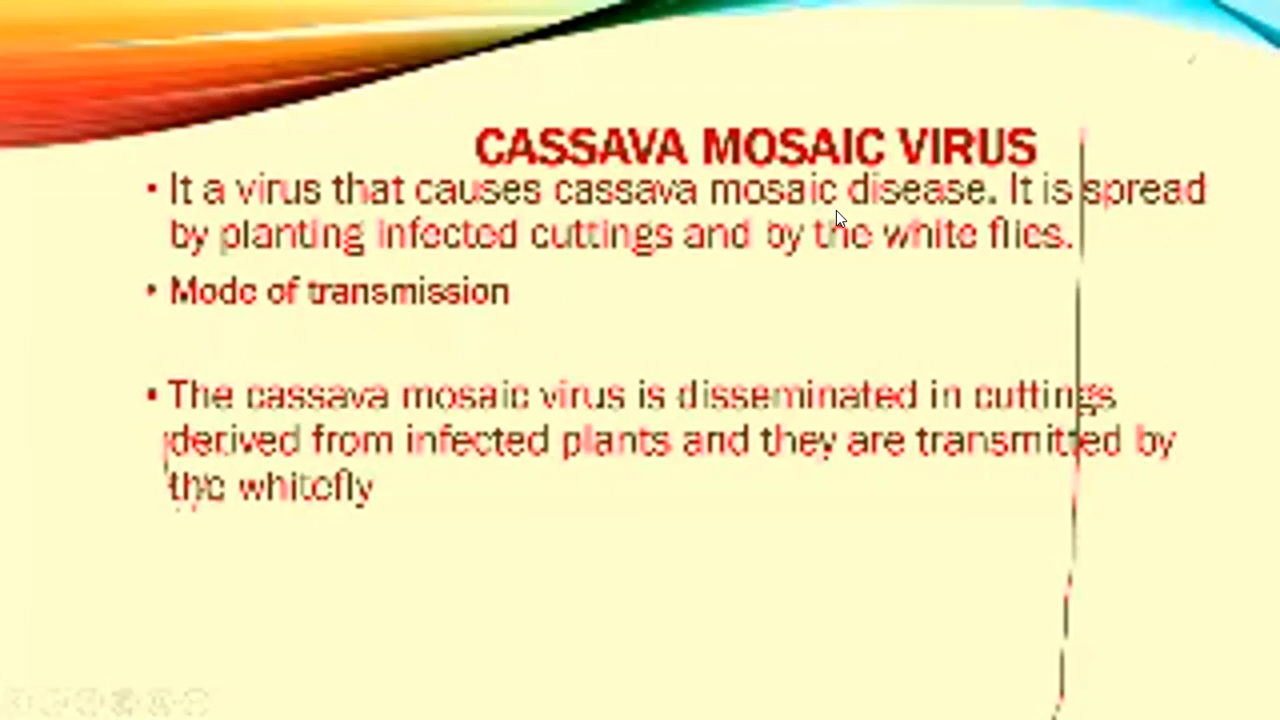 CASSAVA MOSAIC VIRUS
• It a virus that causes cassava mosaic disease. It is spread
by planting infected cuttings and by the white flies.
• Mode of transmission
• The cassava mosaic virus is disseminated in cuttings
derived from infected plants and they are transmitted by
the whitefly